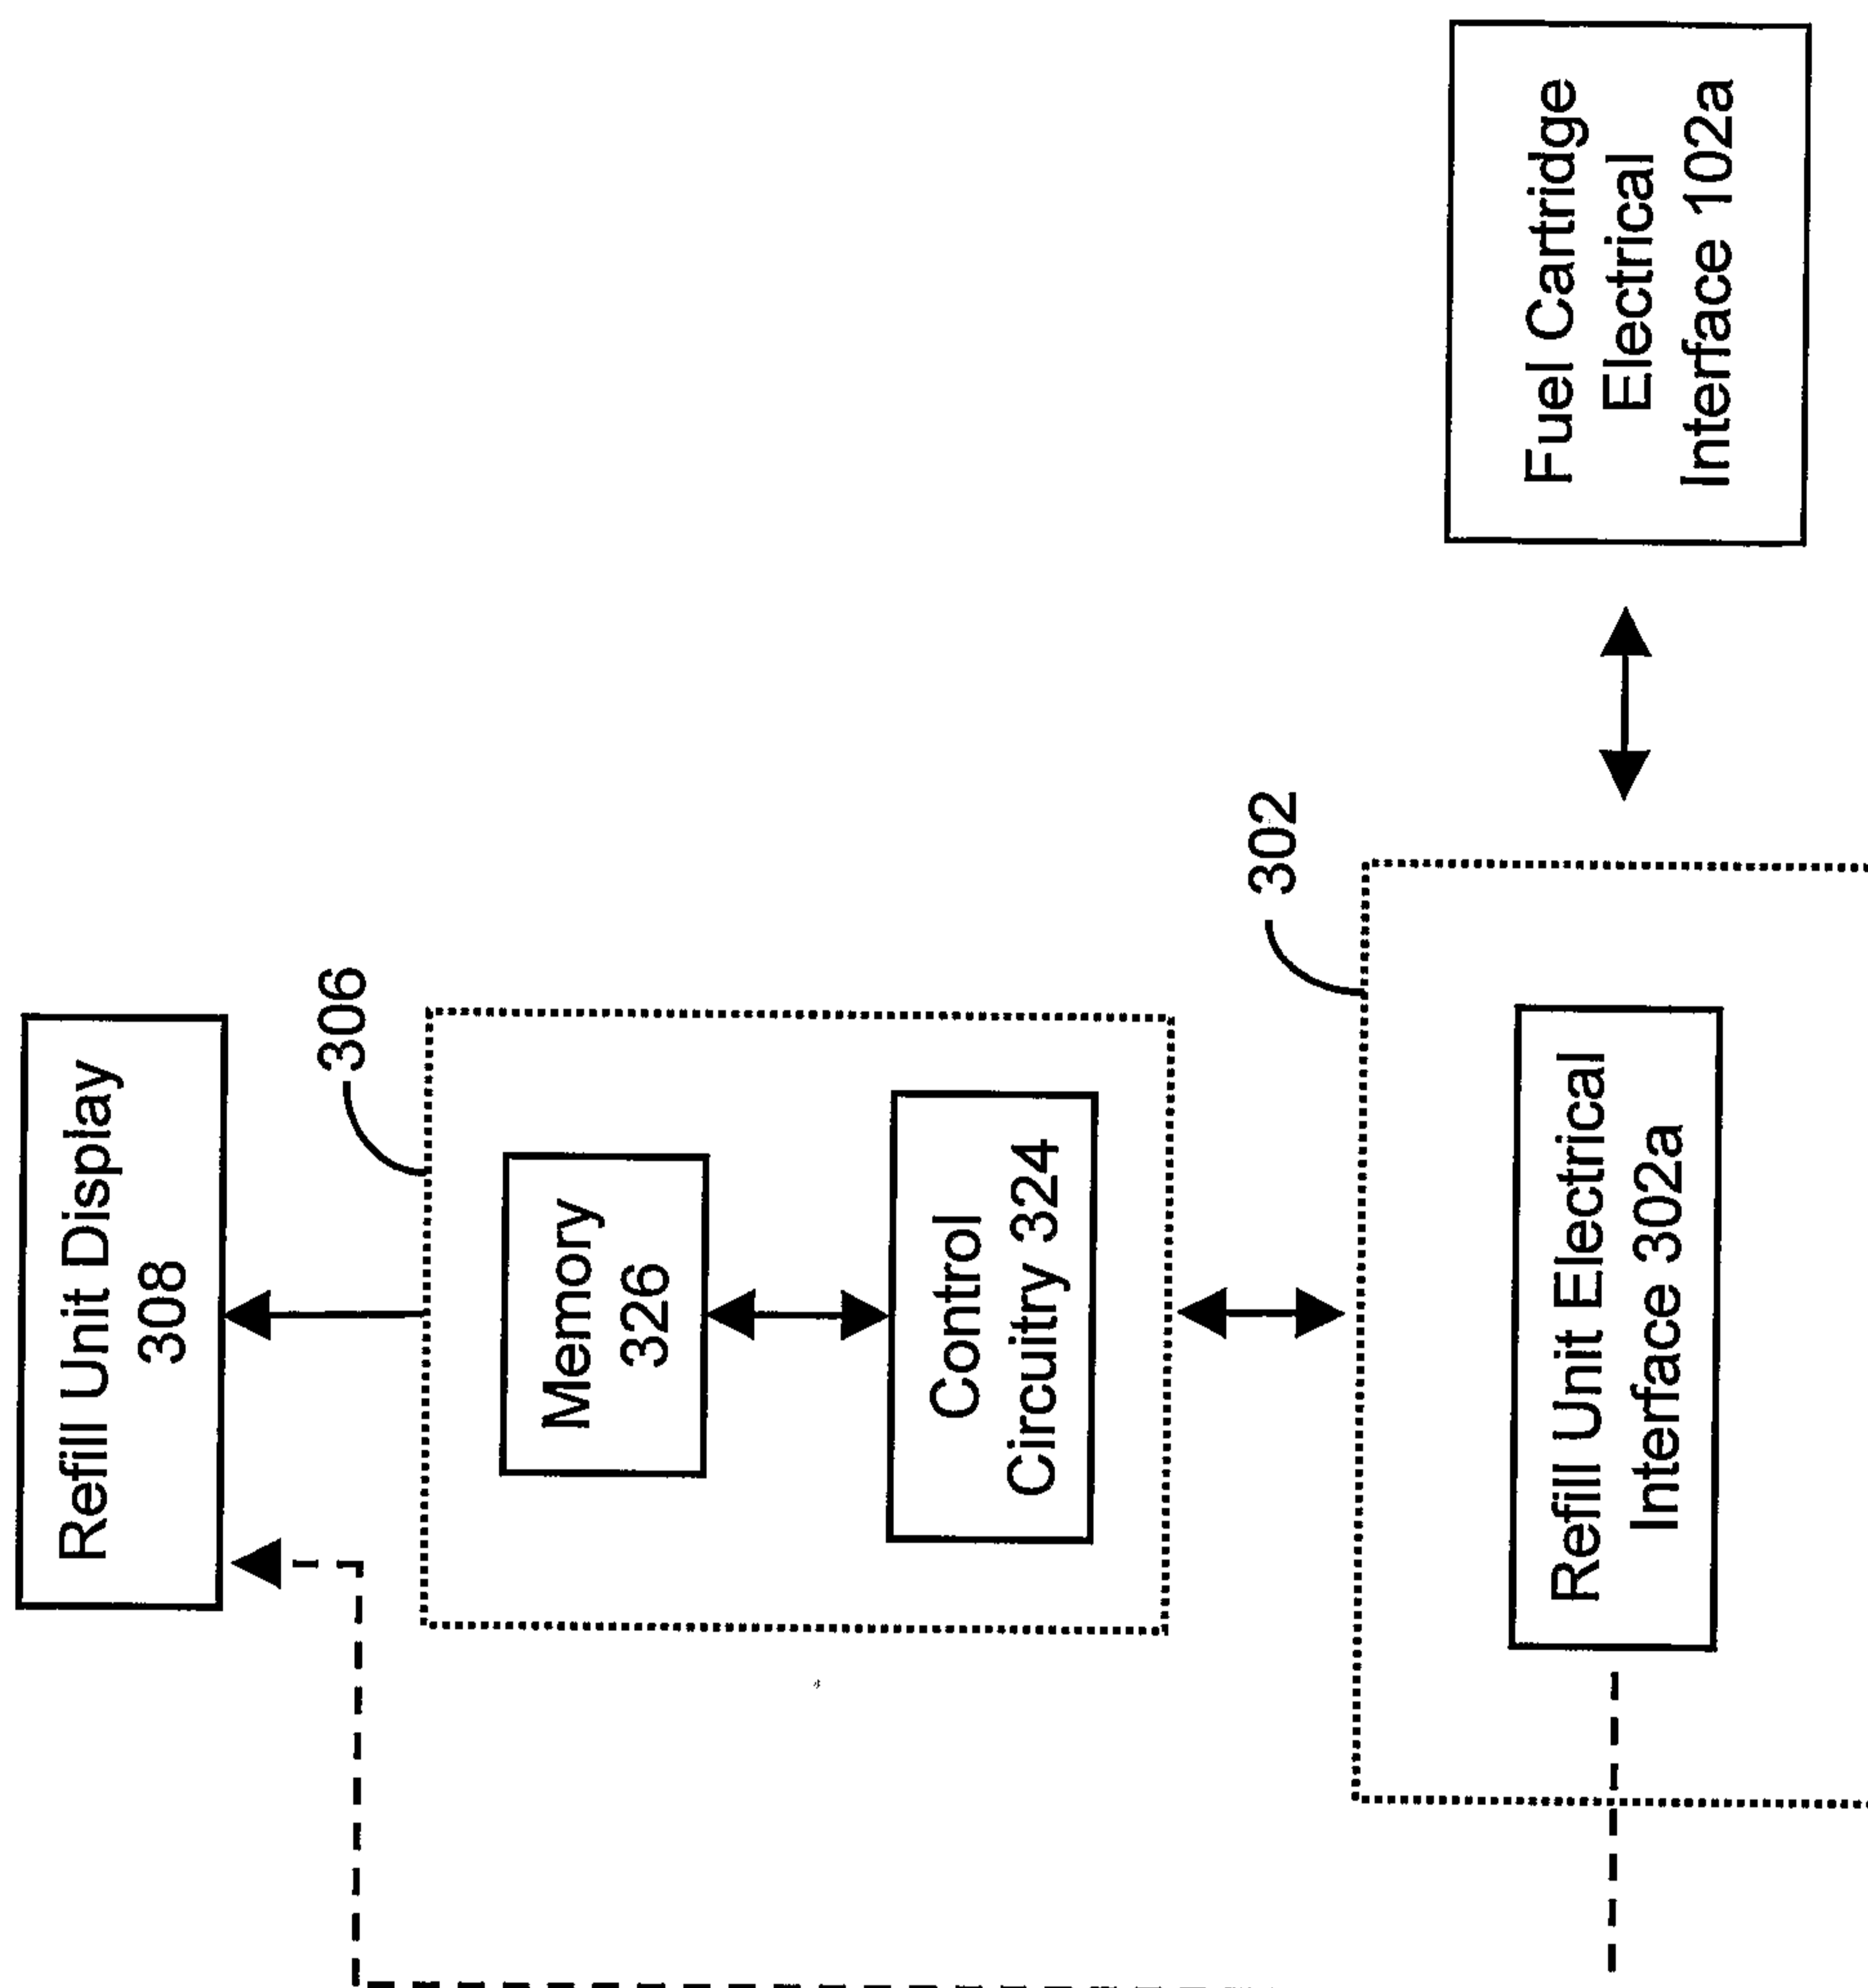 Refill Unit Display
308
306
Memory
326
Control
Circuitry 324
302
Refill Unit Electrical
Interface 302a
Fuel Cartridge
Electrical
Interface 102a